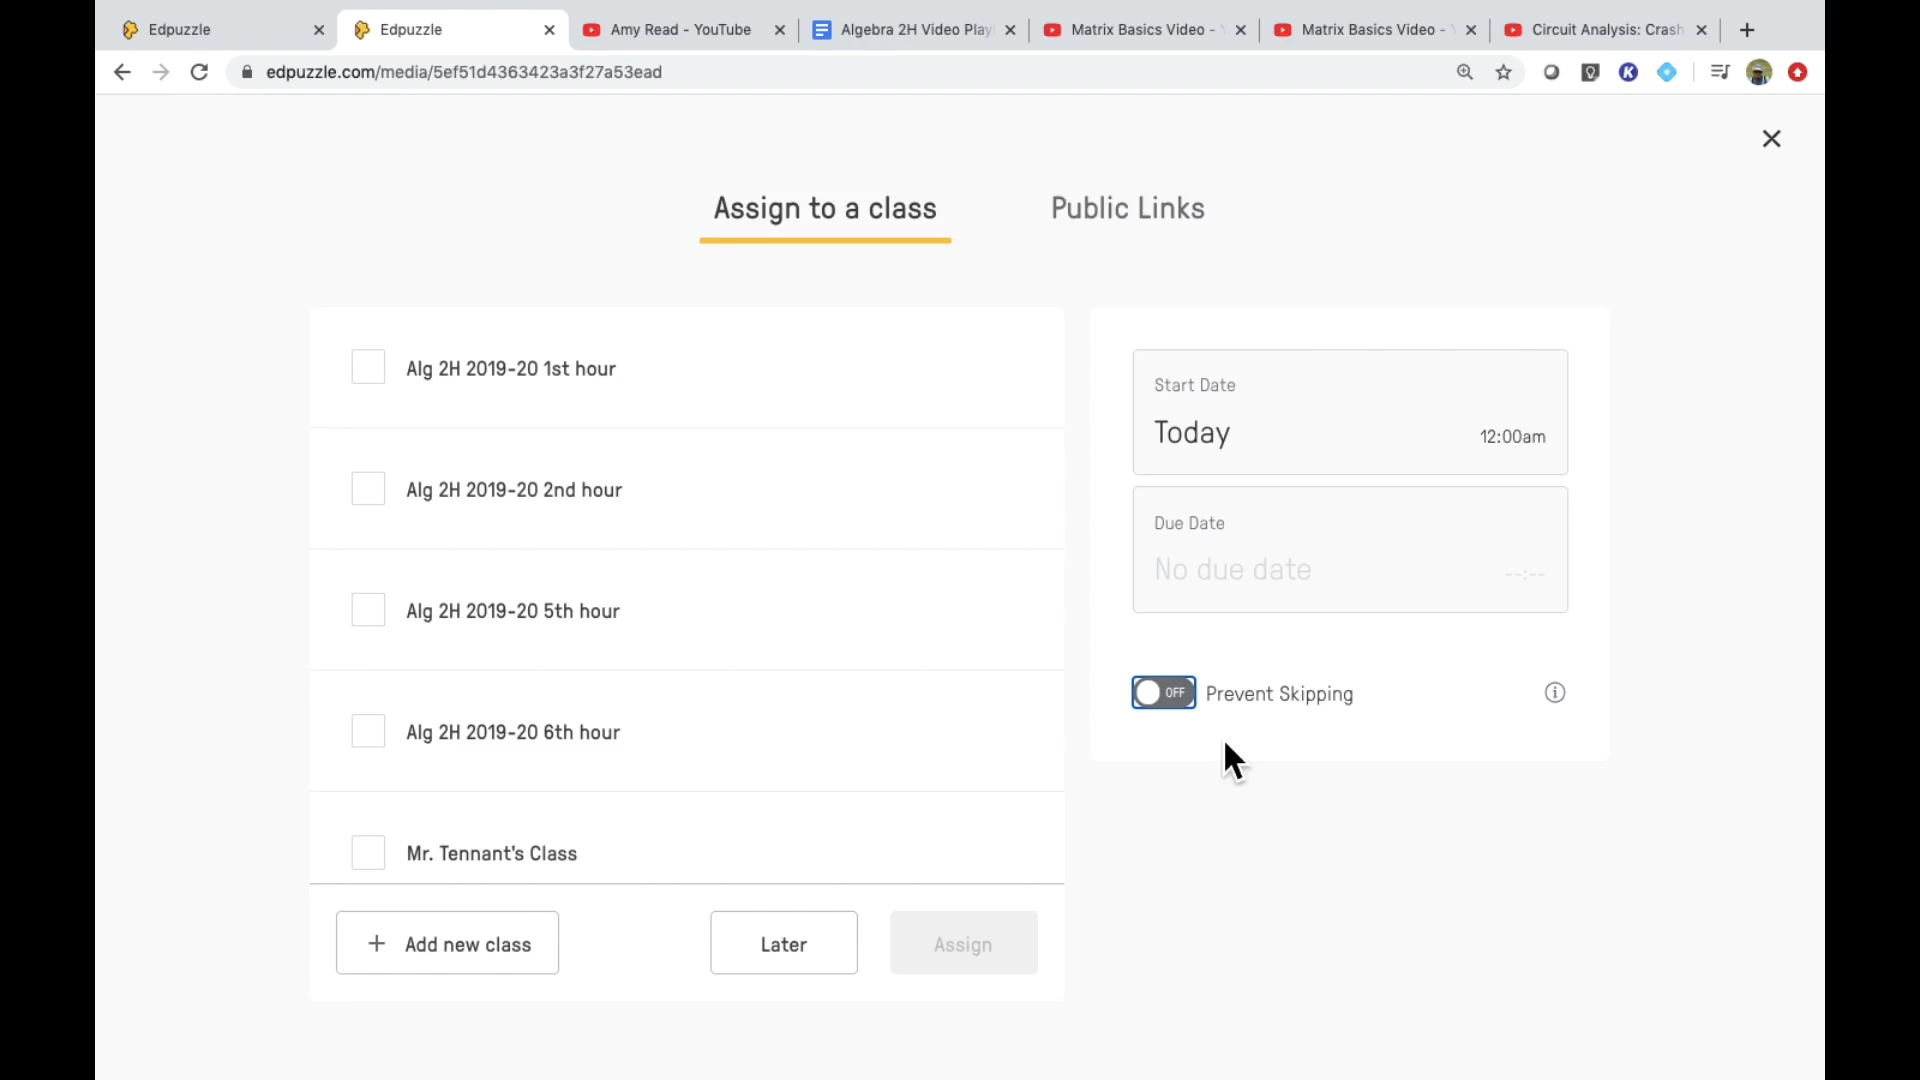 Edpuzzle
Edpuzzle
Amy Read - YouTube
Algebra 2H Video Play
Matrix Basics Video -
Matrix Basics Video -
Circuit Analysis: Crash
edpuzzle.com/media/5ef51d4363423a3f27a53ead
Assign to a class
Public Links
Alg 2H 2019-20 1st hour
Alg 2H 2019-20 2nd hour
Alg 2H 2019-20 5th hour
Alg 2H 2019-20 6th hour
Mr. Tennant's Class
+ Add new class
Later
Assign
Start Date
Today 12:00am
Due Date
No due date --:--
OFF Prevent Skipping